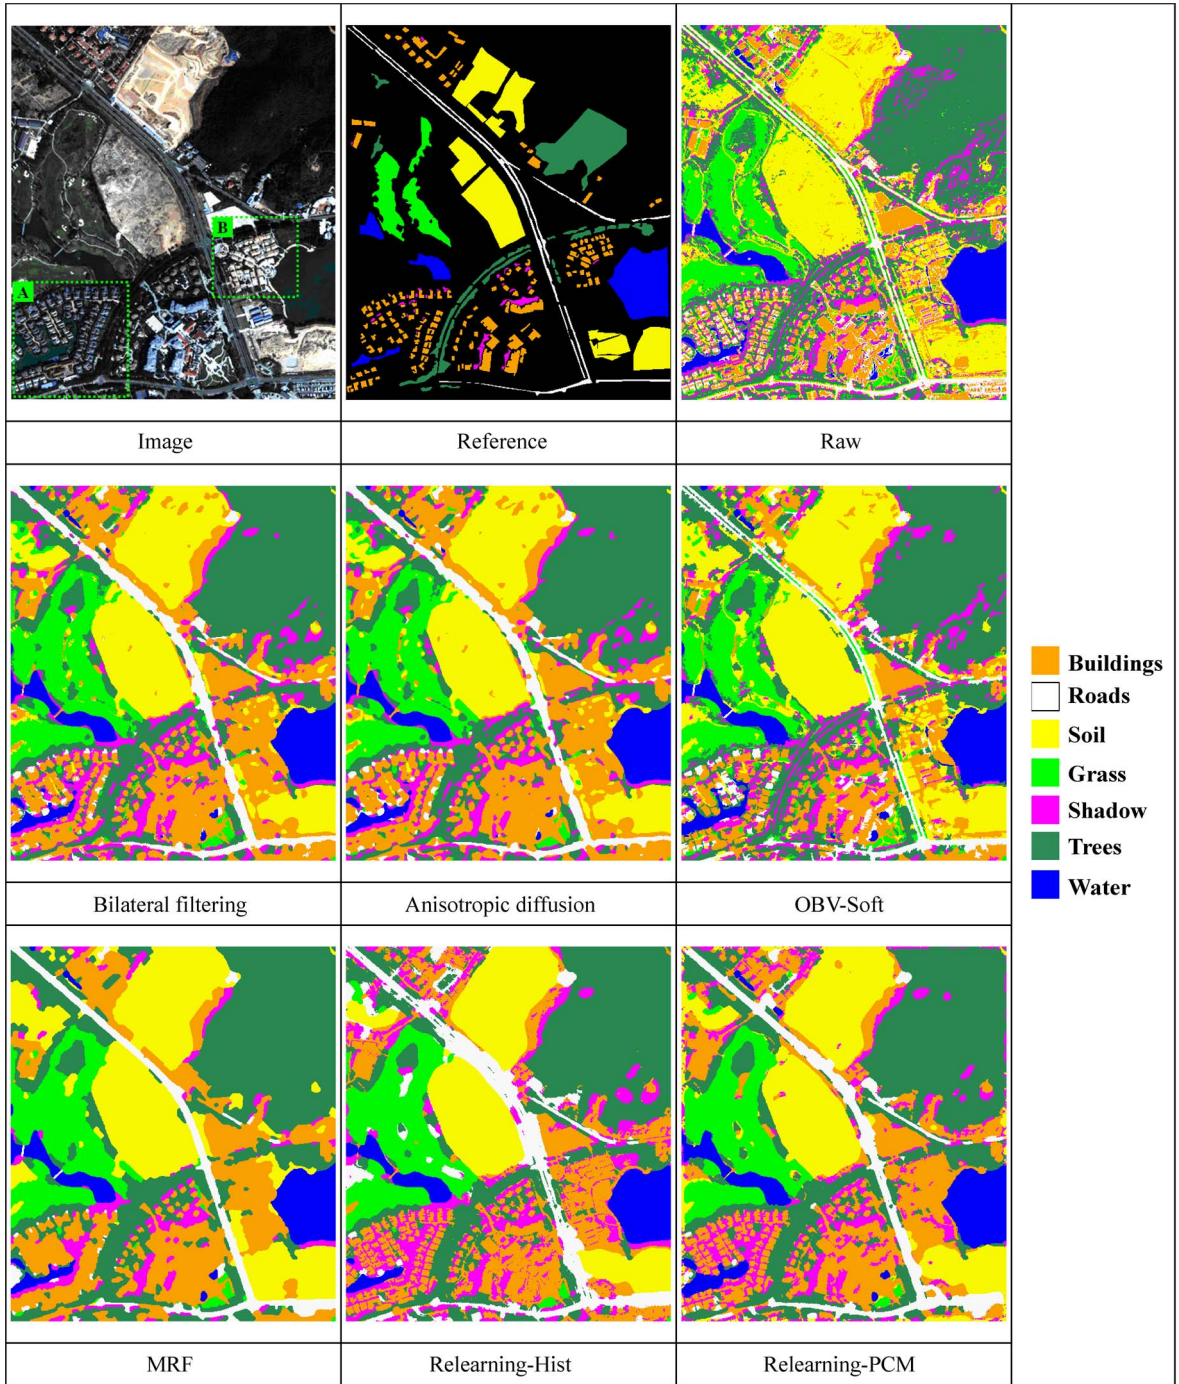 B
A
Image
Reference
Raw
Bilateral filtering
Anisotropic diffusion
OBV-Soft
MRF
Relearning-Hist
Relearning-PCM
Buildings
Roads
Soil
Grass
Shadow
Trees
Water